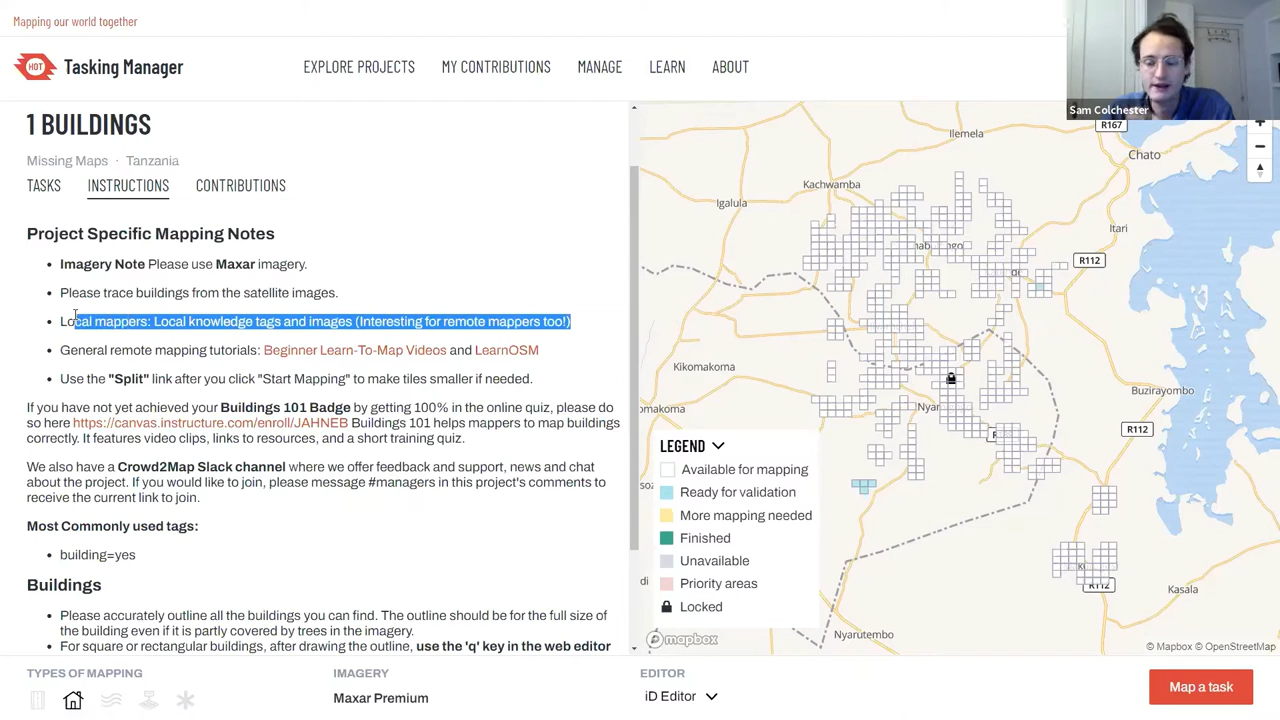 Mapping our world together
HOT
Tasking Manager
EXPLORE PROJECTS
MY CONTRIBUTIONS
MANAGE
LEARN
ABOUT
Sam Colchester
1 BUILDINGS
Missing Maps · Tanzania
TASKS
INSTRUCTIONS
CONTRIBUTIONS
Project Specific Mapping Notes
• Imagery Note Please use Maxar imagery.
• Please trace buildings from the satellite images.
• Local mappers: Local knowledge tags and images (Interesting for remote mappers too!)
• General remote mapping tutorials: Beginner Learn-To-Map Videos and LearnOSM
• Use the "Split" link after you click "Start Mapping" to make tiles smaller if needed.
If you have not yet achieved your Buildings 101 Badge by getting 100% in the online quiz, please do
so here https://canvas.instructure.com/enroll/JAHNEB Buildings 101 helps mappers to map buildings
correctly. It features video clips, links to resources, and a short training quiz.
We also have a Crowd2Map Slack channel where we offer feedback and support, news and chat
about the project. If you would like to join, please message #managers in this project's comments to
receive the current link to join.
Most Commonly used tags:
• building=yes
Buildings
• Please accurately outline all the buildings you can find. The outline should be for the full size of
the building even if it is partly covered by trees in the imagery.
• For square or rectangular buildings, after drawing the outline, use the 'q' key in the web editor
R167
Ilemela
Chato
Kachwamba
Igalula
Itari
R112
Kikomakoma
Buzirayombo
R112
LEGEND
Available for mapping
Ready for validation
More mapping needed
Finished
Unavailable
Priority areas
Locked
R112
Kasala
Nyarutembo
mapbox
© Mapbox © OpenStreetMap
TYPES OF MAPPING
IMAGERY
Maxar Premium
EDITOR
iD Editor
Map a task